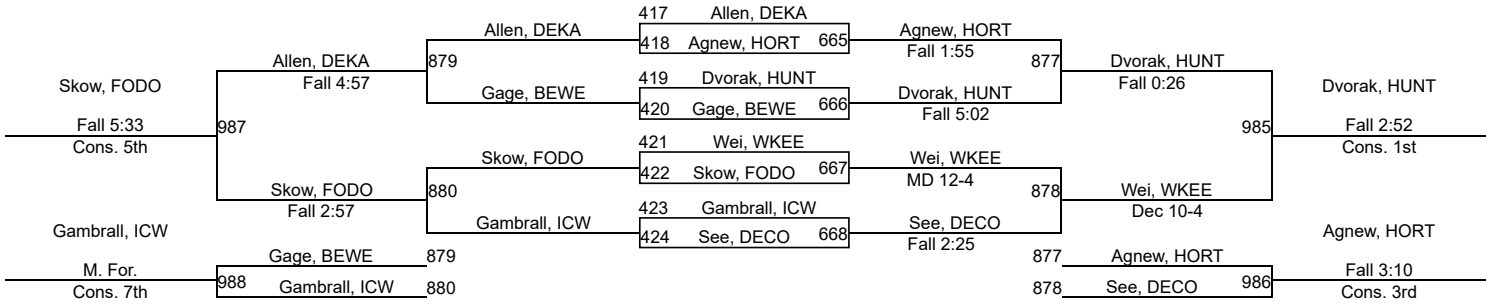 417 Allen, DEKA
Allen, DEKA
418 Agnew, HORT 665
Agnew, HORT
Fall 1:55
Allen, DEKA
Fall 4:57
879
877
Dvorak, HUNT
Fall 0:26
Skow, FODO
419 Dvorak, HUNT
Dvorak, HUNT
Gage, BEWE
420 Gage, BEWE 666
Dvorak, HUNT
Fall 5:02
Fall 5:33
Cons. 5th
987
985
Fall 2:52
Cons. 1st
421 Wei, WKEE
Skow, FODO
422 Skow, FODO 667
Wei, WKEE
MD 12-4
Skow, FODO
Fall 2:57
880
878
Wei, WKEE
Dec 10-4
423 Gambrall, ICW
Gambrall, ICW
424 See, DECO 668
See, DECO
Fall 2:25
Gambrall, ICW
Agnew, HORT
Gage, BEWE 879
877 Agnew, HORT
M. For.
Cons. 7th
988
Gambrall, ICW 880
878 See, DECO
986
Fall 3:10
Cons. 3rd